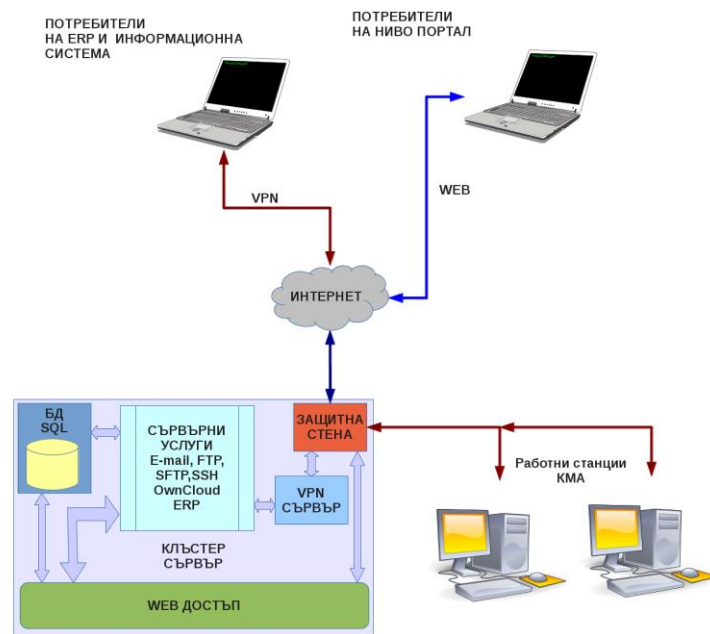 ПОТРЕБИТЕЛИ
НА ERP И ИНФОРМАЦИОННА
СИСТЕМА
ПОТРЕБИТЕЛИ
НА НИВО ПОРТАЛ
VPN
WEB
ИНТЕРНЕТ
БД
SQL
СЪРВЪРНИ
УСЛУГИ
E-mail, FTP,
SFTP,SSH
OwnCloud
ERP
ЗАЩИТНА
СТЕНА
VPN
СЪРВЪР
Работни станции
КМА
КЛЪСТЕР
СЪРВЪР
WEB ДОСТЪП